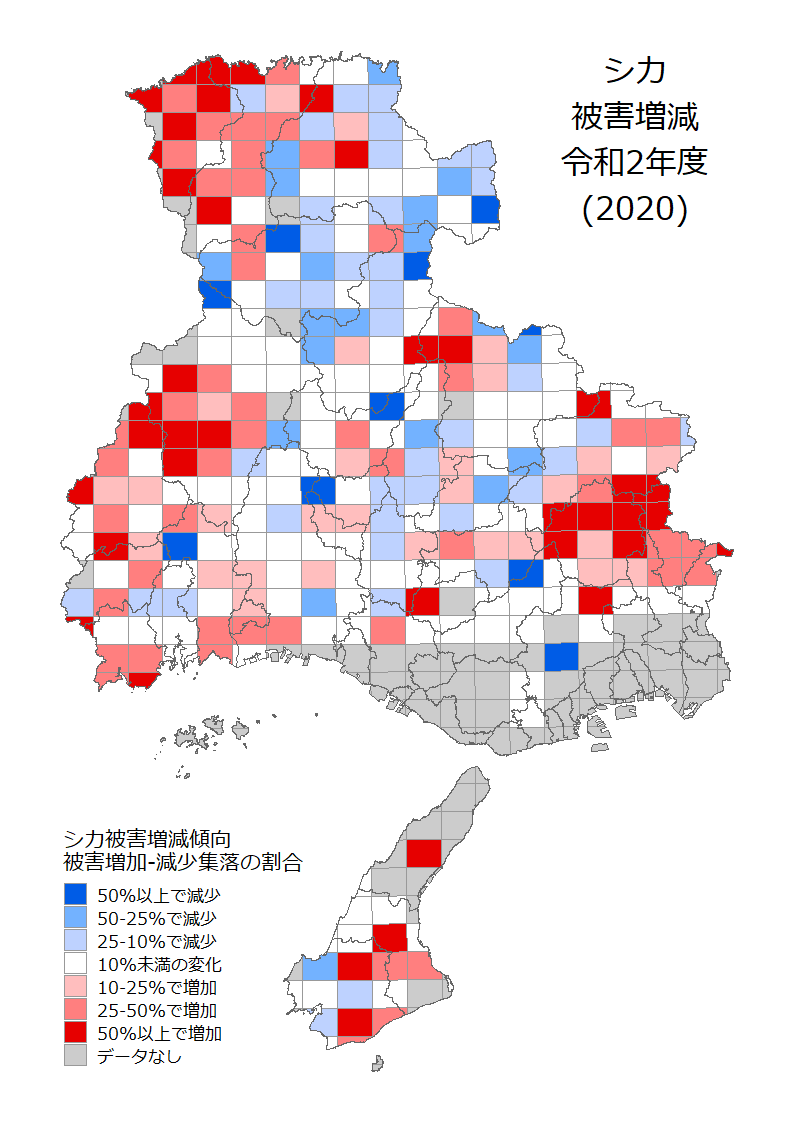 シカ
被害増減
令和2年度
(2020)
シカ被害増減傾向
被害増加-減少集落の割合
50%以上で減少
50-25%で減少
25-10%で減少
10%未満の変化
10-25%で増加
25-50%で増加
50%以上で増加
データなし